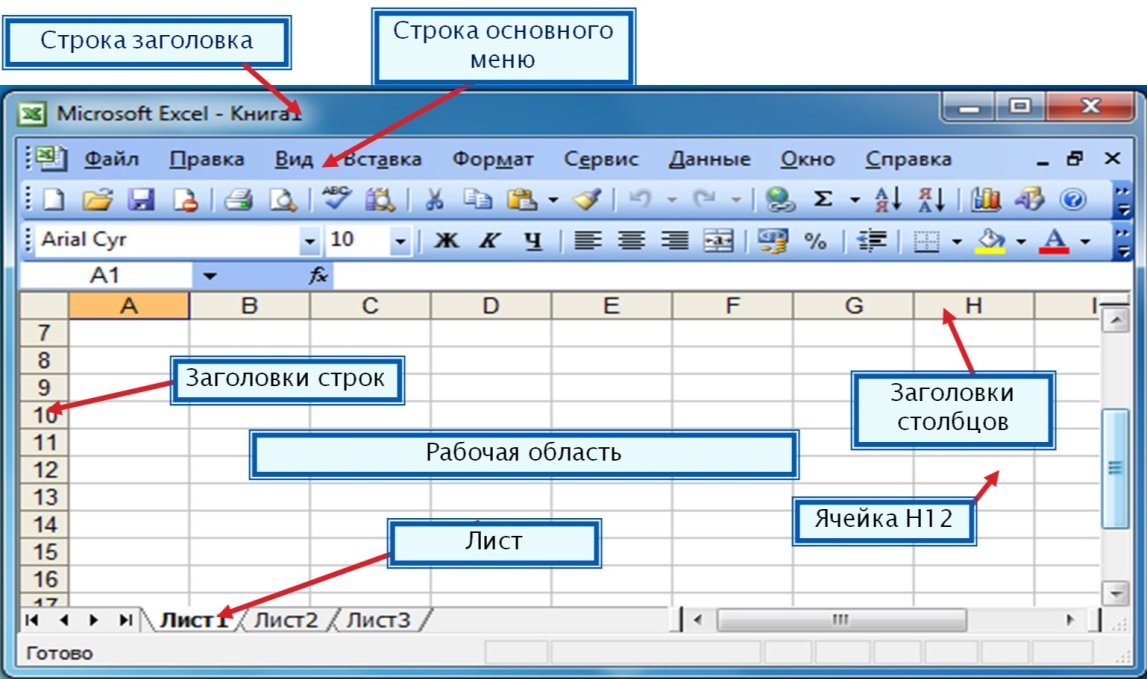 Строка заголовка
Строка основного
меню
Microsoft Excel - Книга1
Файл Правка Вид Вставка Формат Сервис Данные Окно Справка
ABC Σ А Я Я А
Arial Cyr 10 Ж К Ч %
A1 fx
A B C D E F G H I
7
8
Заголовки строк
9
Заголовки
столбцов
10
11
Рабочая область
12
13
Ячейка H12
14
Лист
15
16
17
Лист1 Лист2 Лист3
Готово